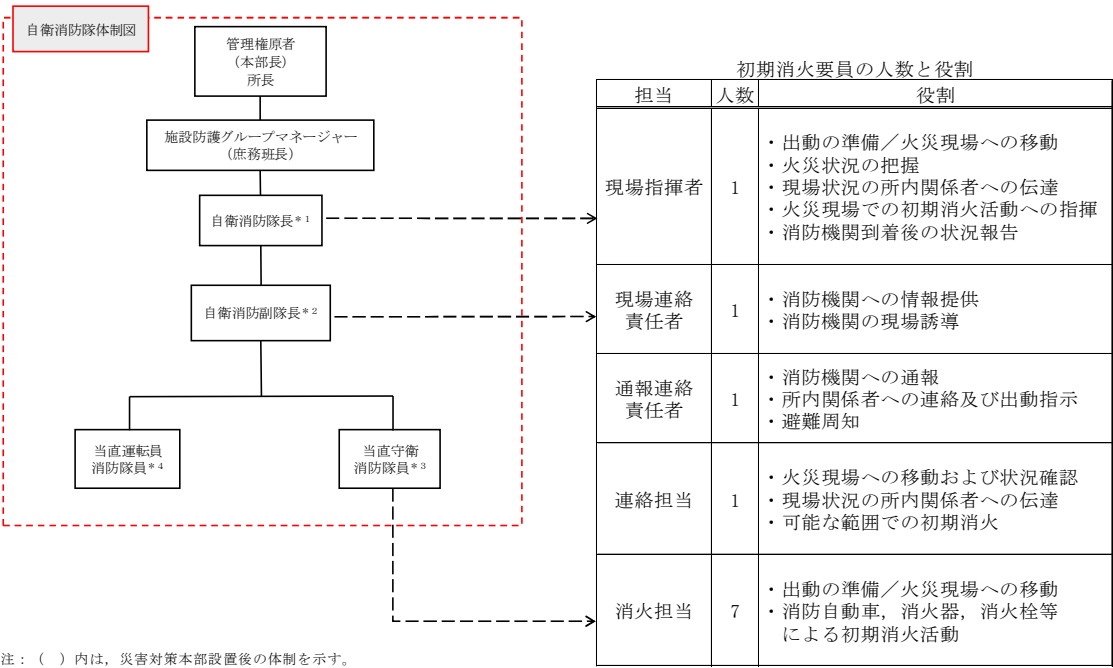 自衛消防隊体制図
管理権原者
(本部長)
所長
施設防護グループマネージャー
(庶務班長)
自衛消防隊長*1
自衛消防副隊長*2
当直運転員
消防隊員*4
当直守衛
消防隊員*3
注:( )内は,災害対策本部設置後の体制を示す。
初期消火要員の人数と役割
担当 人数 役割
現場指揮者 1
・出動の準備/火災現場への移動
・火災状況の把握
・現場状況の所内関係者への伝達
・火災現場での初期消火活動への指揮
・消防機関到着後の状況報告
現場連絡
責任者
1
・消防機関への情報提供
・消防機関の現場誘導
通報連絡
責任者
1
・消防機関への通報
・所内関係者への連絡及び出動指示
・避難周知
連絡担当 1
・火災現場への移動および状況確認
・現場状況の所内関係者への伝達
・可能な範囲での初期消火
消火担当 7
・出動の準備/火災現場への移動
・消防自動車,消火器,消火栓等
による初期消火活動